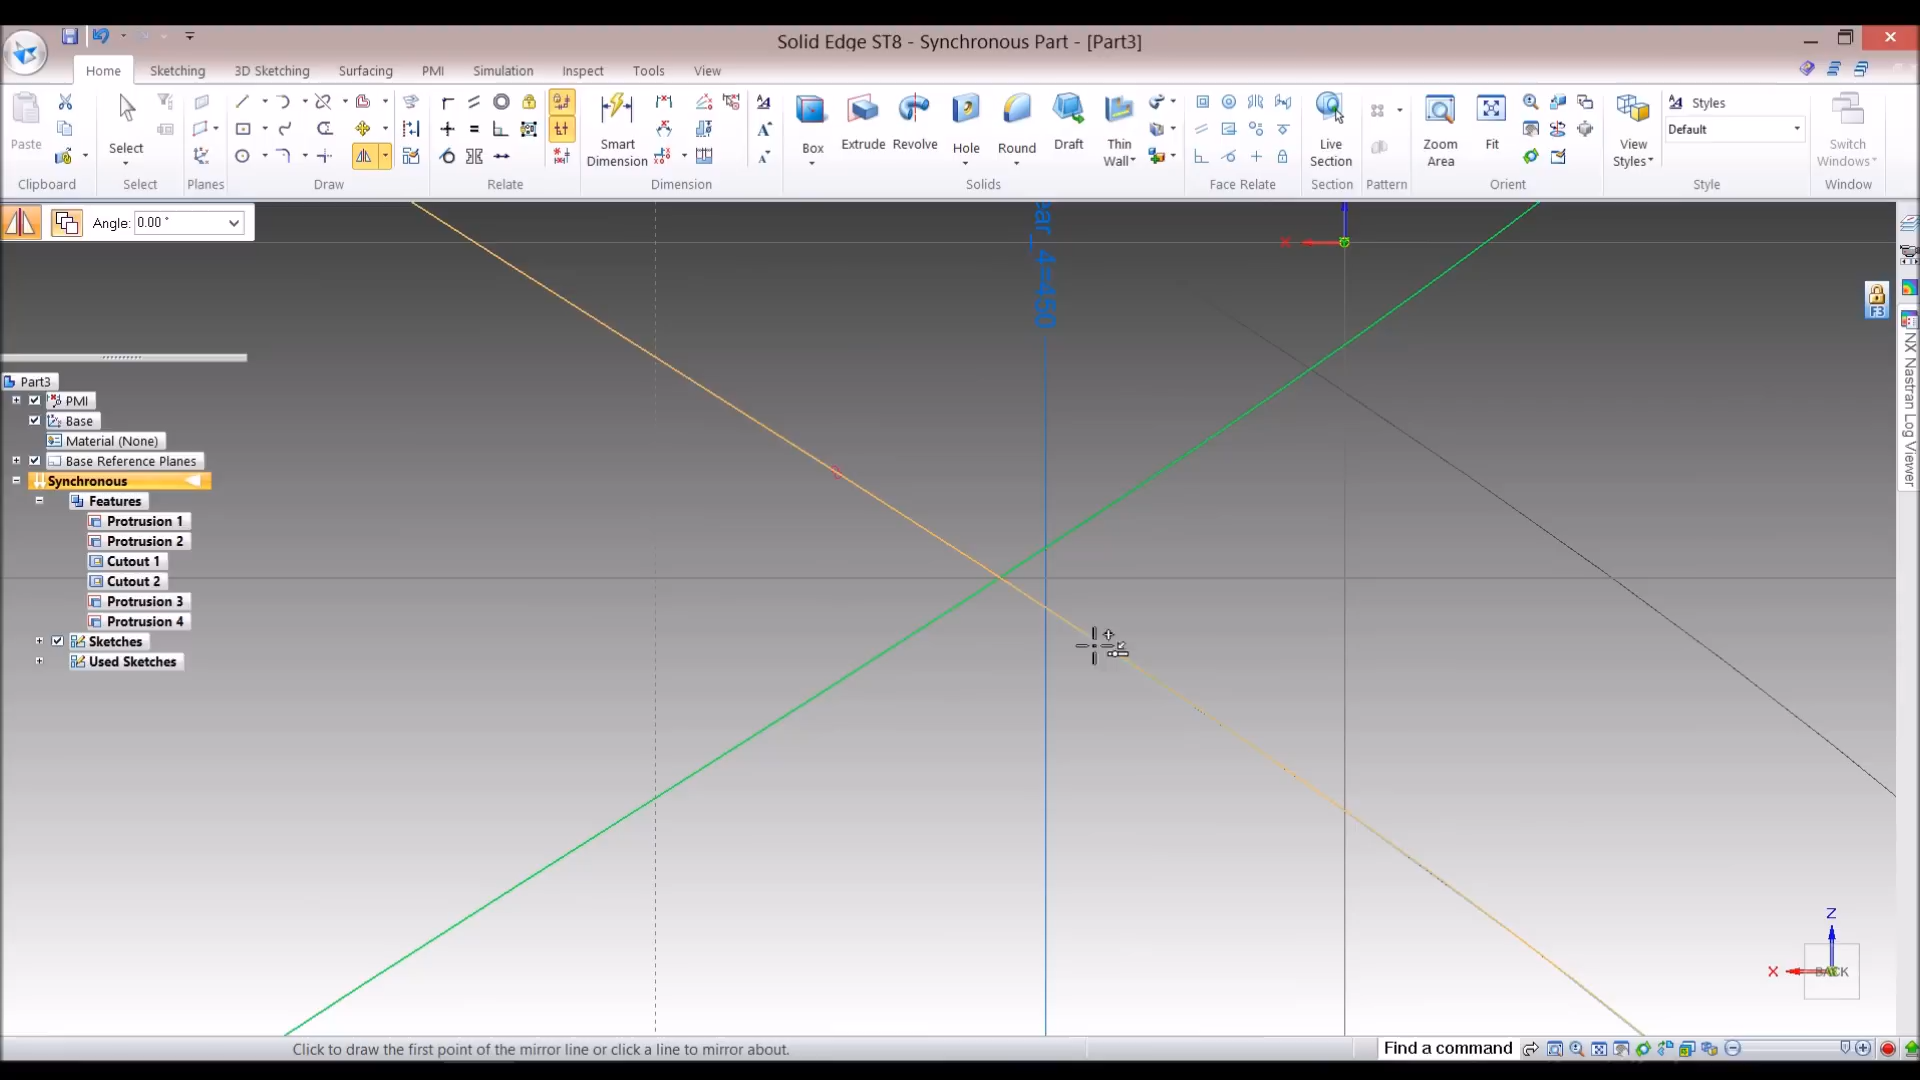 Solid Edge ST8 - Synchronous Part - [Part3]
Home Sketching 3D Sketching Surfacing PMI Simulation Inspect Tools View
Paste
Clipboard
Select
Select
Planes
Draw
Relate
Smart
Dimension
Dimension
Box
Extrude
Revolve
Hole
Round
Draft
Thin
Wall
Solids
Face Relate
Live
Section
Section
Pattern
Zoom
Area
Fit
Orient
View
Styles
Styles
Default
Style
Switch
Windows
Window
Angle: 0.00 °
ear_4=450
X
F3
NX Nastran Log Viewer
Part3
PMI
Base
Material (None)
Base Reference Planes
Synchronous
Features
Protrusion 1
Protrusion 2
Cutout 1
Cutout 2
Protrusion 3
Protrusion 4
Sketches
Used Sketches
Z
X
BACK
Click to draw the first point of the mirror line or click a line to mirror about.
Find a command